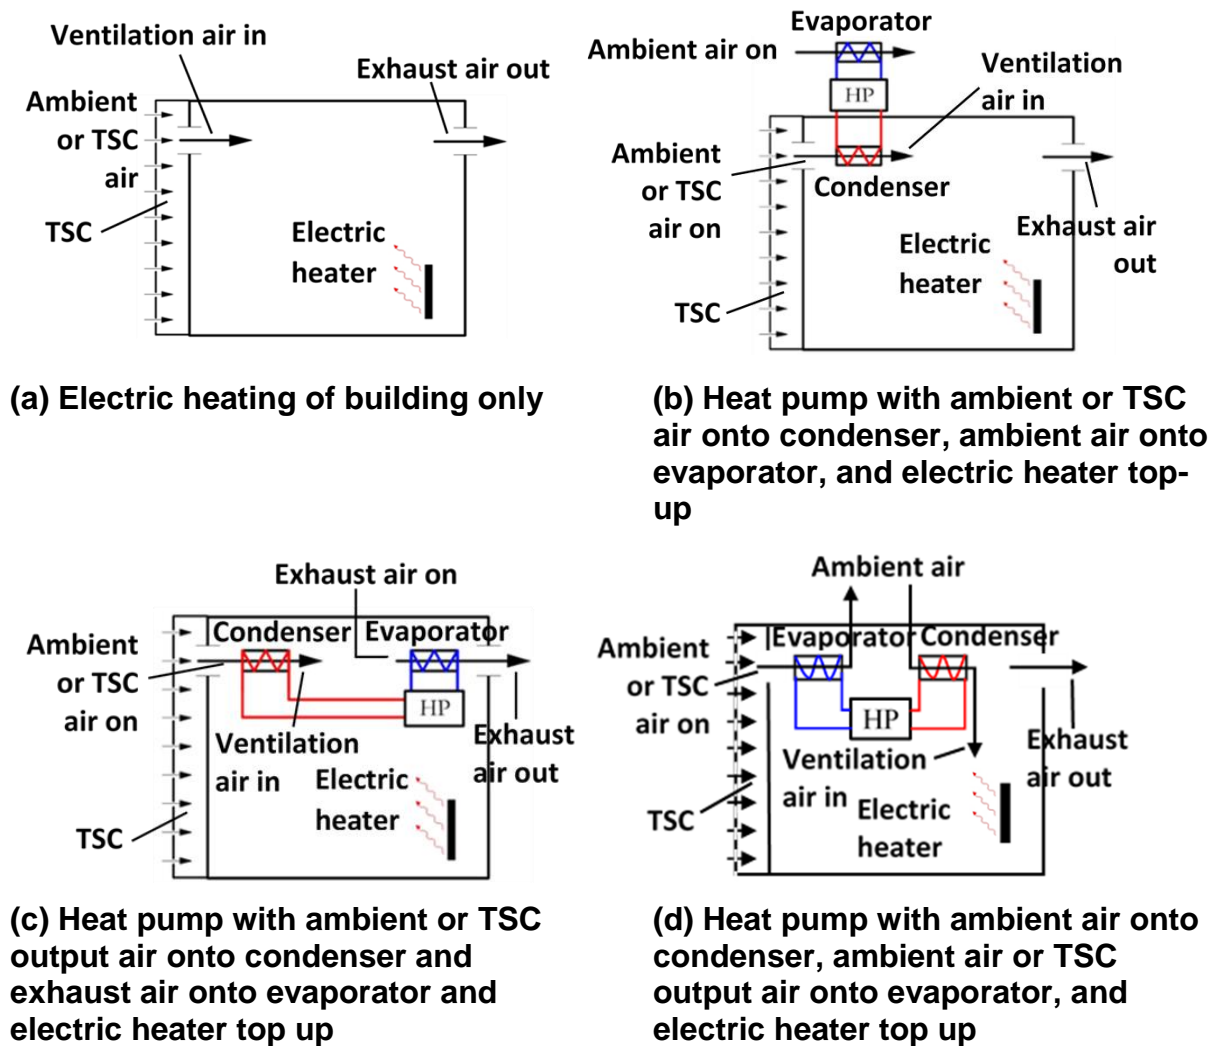 Ventilation air in
Exhaust air out
Ambient
or TSC
air
TSC
Electric
heater
(a) Electric heating of building only
Evaporator
Ambient air on
Ventilation
air in
HP
Ambient
or TSC
air on
Condenser
Electric
heater
Exhaust air
out
TSC
(b) Heat pump with ambient or TSC
air onto condenser, ambient air onto
evaporator, and electric heater top-
up
Exhaust air on
Condenser
Evaporator
Ambient
or TSC
air on
HP
Ventilation
air in
Exhaust
air out
Electric
heater
TSC
(c) Heat pump with ambient or TSC
output air onto condenser and
exhaust air onto evaporator and
electric heater top up
Ambient air
Evaporator
Condenser
Ambient
or TSC
air on
HP
Ventilation
air in
Exhaust
air out
Electric
heater
TSC
(d) Heat pump with ambient air onto
condenser, ambient air or TSC
output air onto evaporator, and
electric heater top up